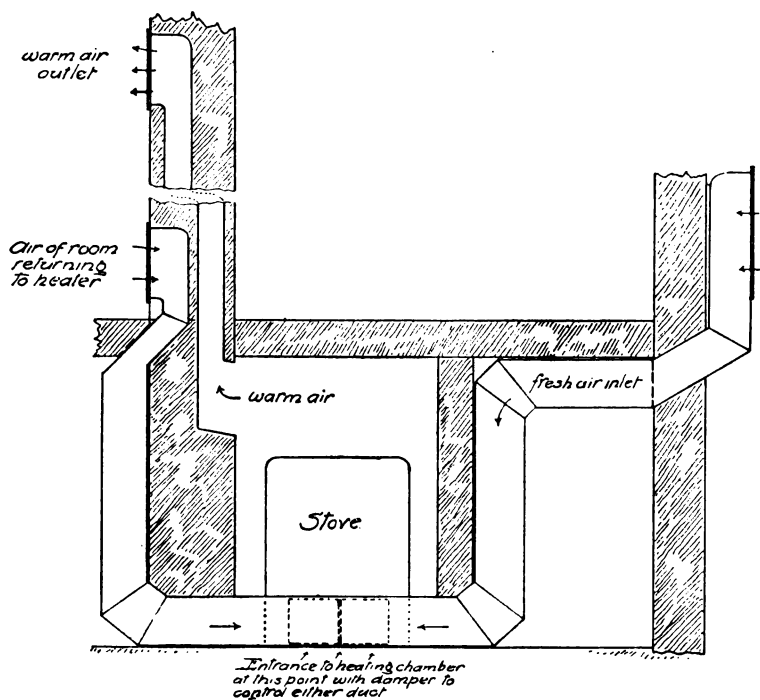 warm air
outlet
Air of room
returning
to heater
warm air
fresh air inlet
Stove
Entrance to heating chamber
at this point with damper to
control either duct